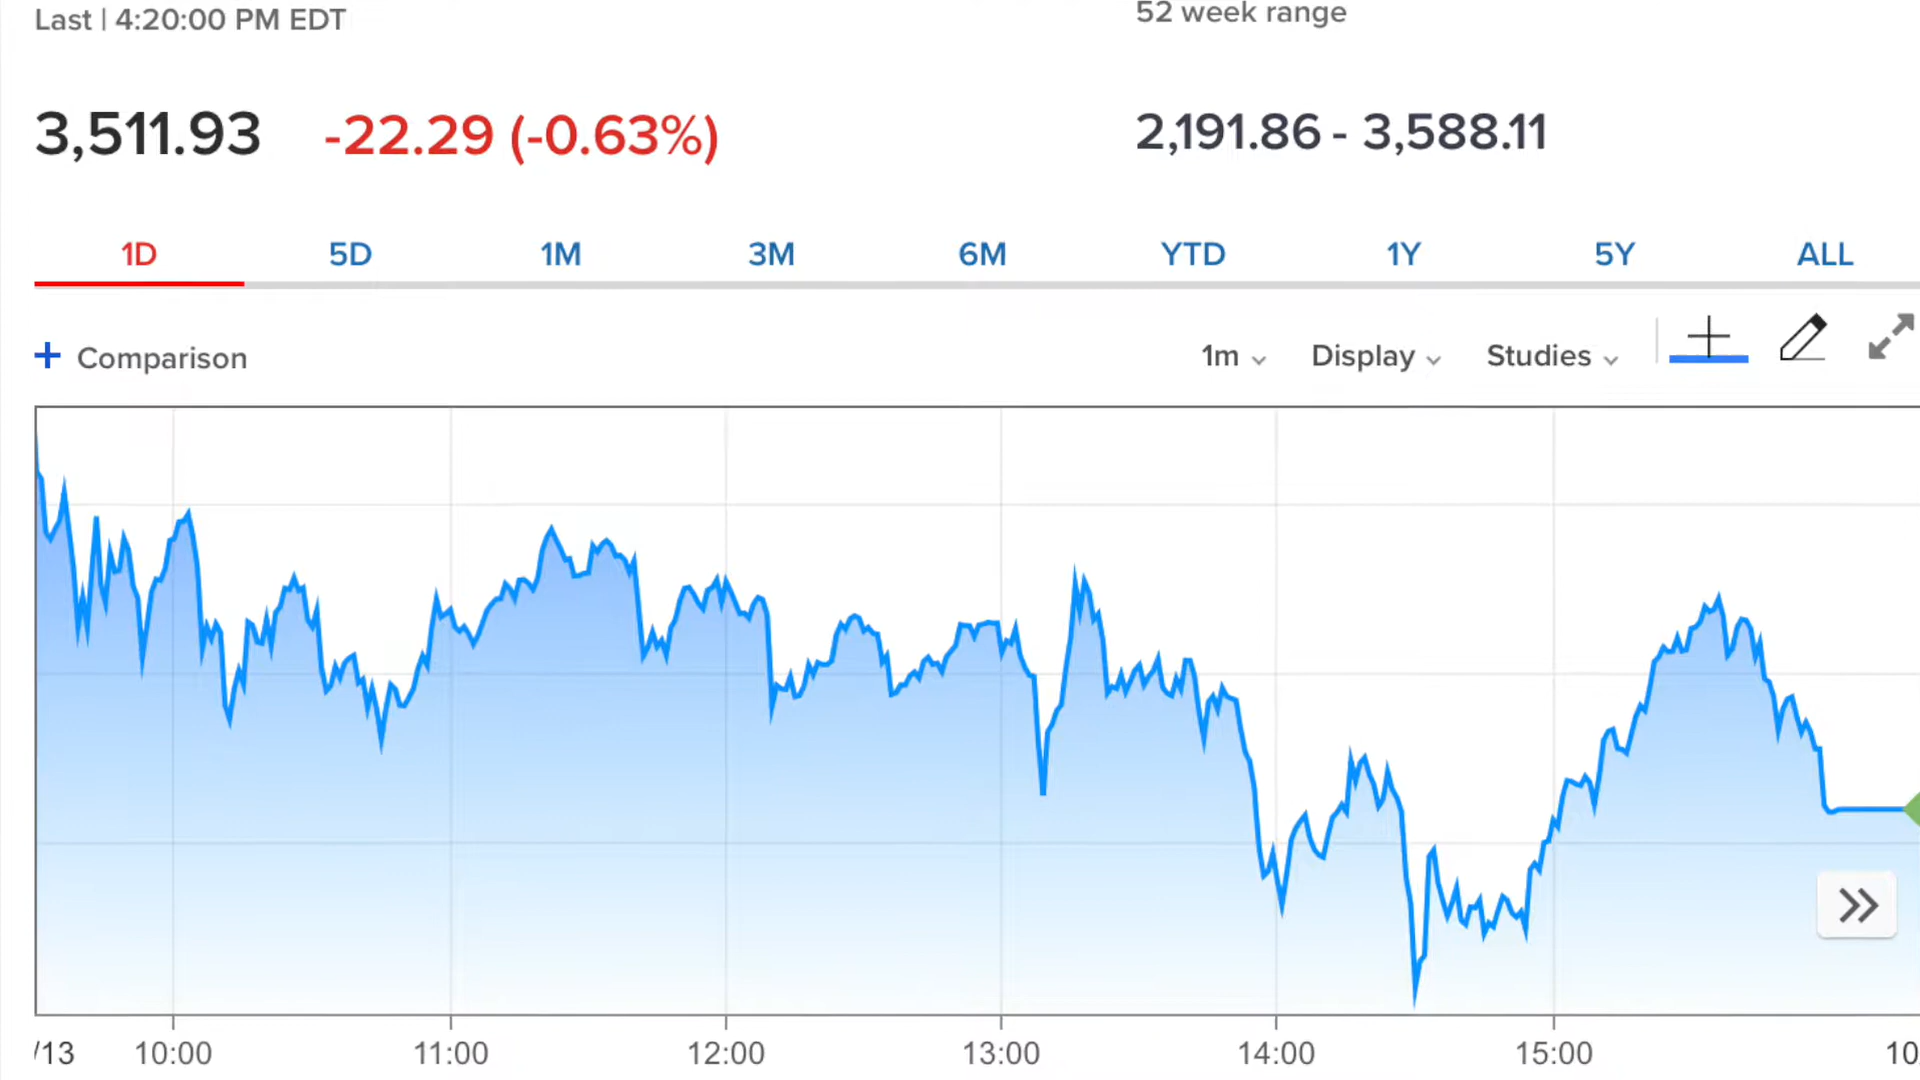 Last | 4:20:00 PM EDT
52 week range
3,511.93 -22.29 (-0.63%)
2,191.86 - 3,588.11
1D 5D 1M 3M 6M YTD 1Y 5Y ALL
+ Comparison
1m Display Studies
/13 10:00 11:00 12:00 13:00 14:00 15:00 10